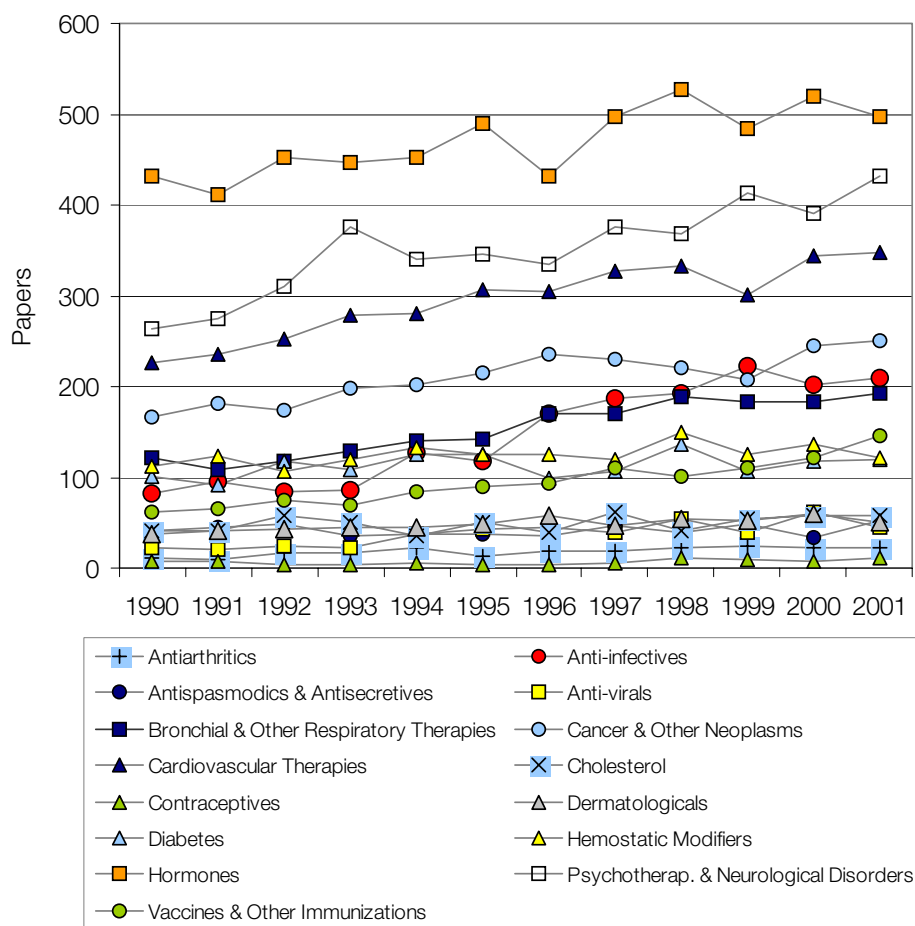 600
500
400
300
200
100
0
Papers
1990 1991 1992 1993 1994 1995 1996 1997 1998 1999 2000 2001
Antiarthritics
Anti-infectives
Antispasmodics & Antisecretives
Anti-virals
Bronchial & Other Respiratory Therapies
Cancer & Other Neoplasms
Cardiovascular Therapies
Cholesterol
Contraceptives
Dermatologicals
Diabetes
Hemostatic Modifiers
Hormones
Psychotherap. & Neurological Disorders
Vaccines & Other Immunizations